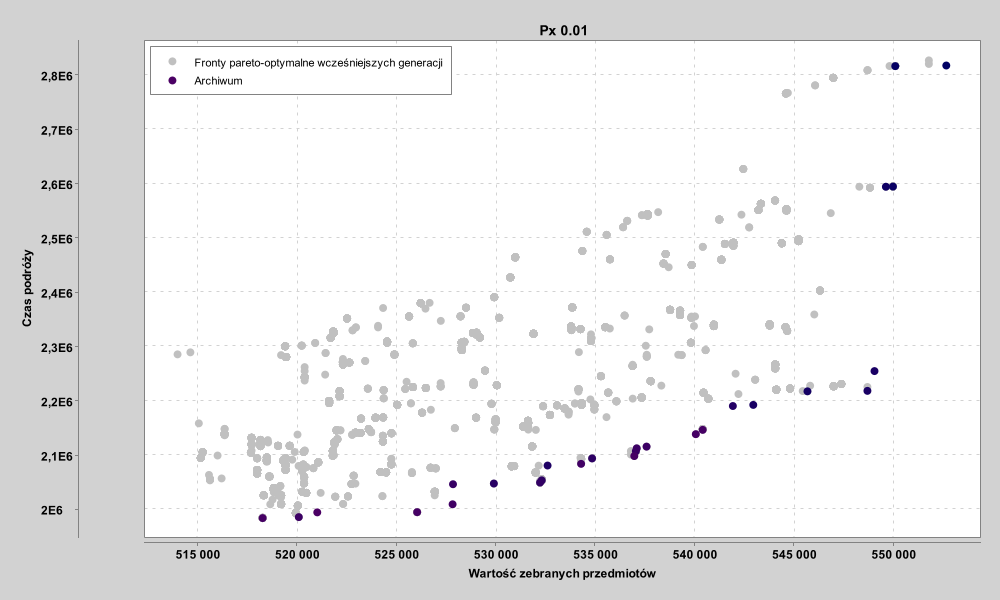 Px 0.01
Fronty pareto-optymalne wcześniejszych generacji
Archiwum
2,8E6
2,7E6
2,6E6
2,5E6
2,4E6
2,3E6
2,2E6
2,1E6
2E6
Czas podróży
515 000 520 000 525 000 530 000 535 000 540 000 545 000 550 000
Wartość zebranych przedmiotów